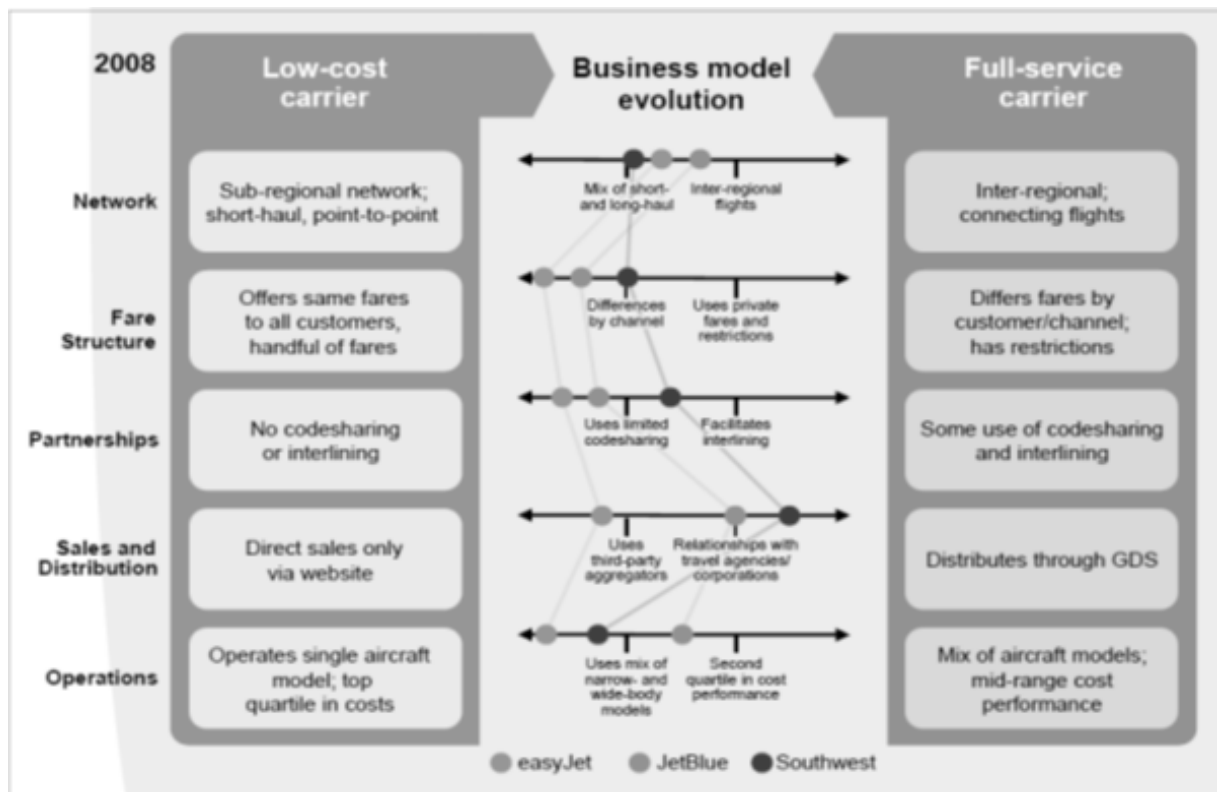 2008
Low-cost
carrier
Business model
evolution
Full-service
carrier
Network
Sub-regional network;
short-haul, point-to-point
Mix of short-
and long-haul
Inter-regional
flights
Inter-regional;
connecting flights
Fare
Structure
Offers same fares
to all customers,
handful of fares
Differences
by channel
Uses private
fares and
restrictions
Differs fares by
customer/channel;
has restrictions
Partnerships
No codesharing
or interlining
Uses limited
codesharing
Facilitates
interlining
Some use of codesharing
and interlining
Sales and
Distribution
Direct sales only
via website
Uses
third-party
aggregators
Relationships with
travel agencies/
corporations
Distributes through GDS
Operations
Operates single aircraft
model; top
quartile in costs
Uses mix of
narrow- and
wide-body
models
Second
quartile in cost
performance
Mix of aircraft models;
mid-range cost
performance
easyJet
JetBlue
Southwest